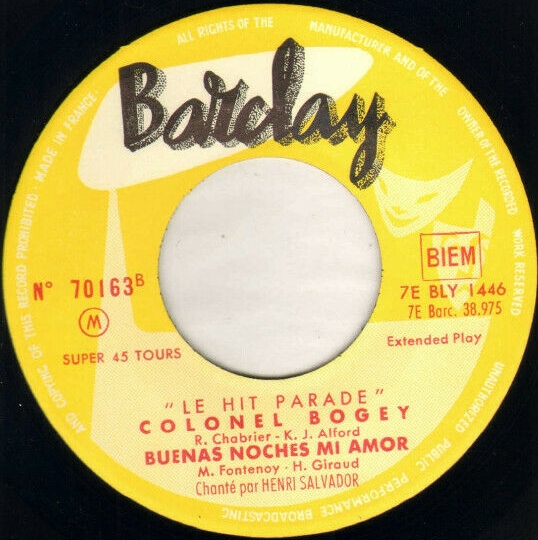 ALL RIGHTS OF THE MANUFACTURER AND OF THE OWNER OF THE RECORDED WORK RESERVED
Barclay
BIEM
N° 70163B
7E BLY 1446
7E Barc. 38.975
M
SUPER 45 TOURS
Extended Play
"LE HIT PARADE"
COLONEL BOGEY
R. Chabrier - K. J. Alford
BUENAS NOCHES MI AMOR
M. Fontenoy - H. Giraud
Chanté par HENRI SALVADOR
UNAUTHORIZED PUBLIC PERFORMANCE BROADCASTING AND COPYING OF THIS RECORD PROHIBITED · MADE IN FRANCE ·